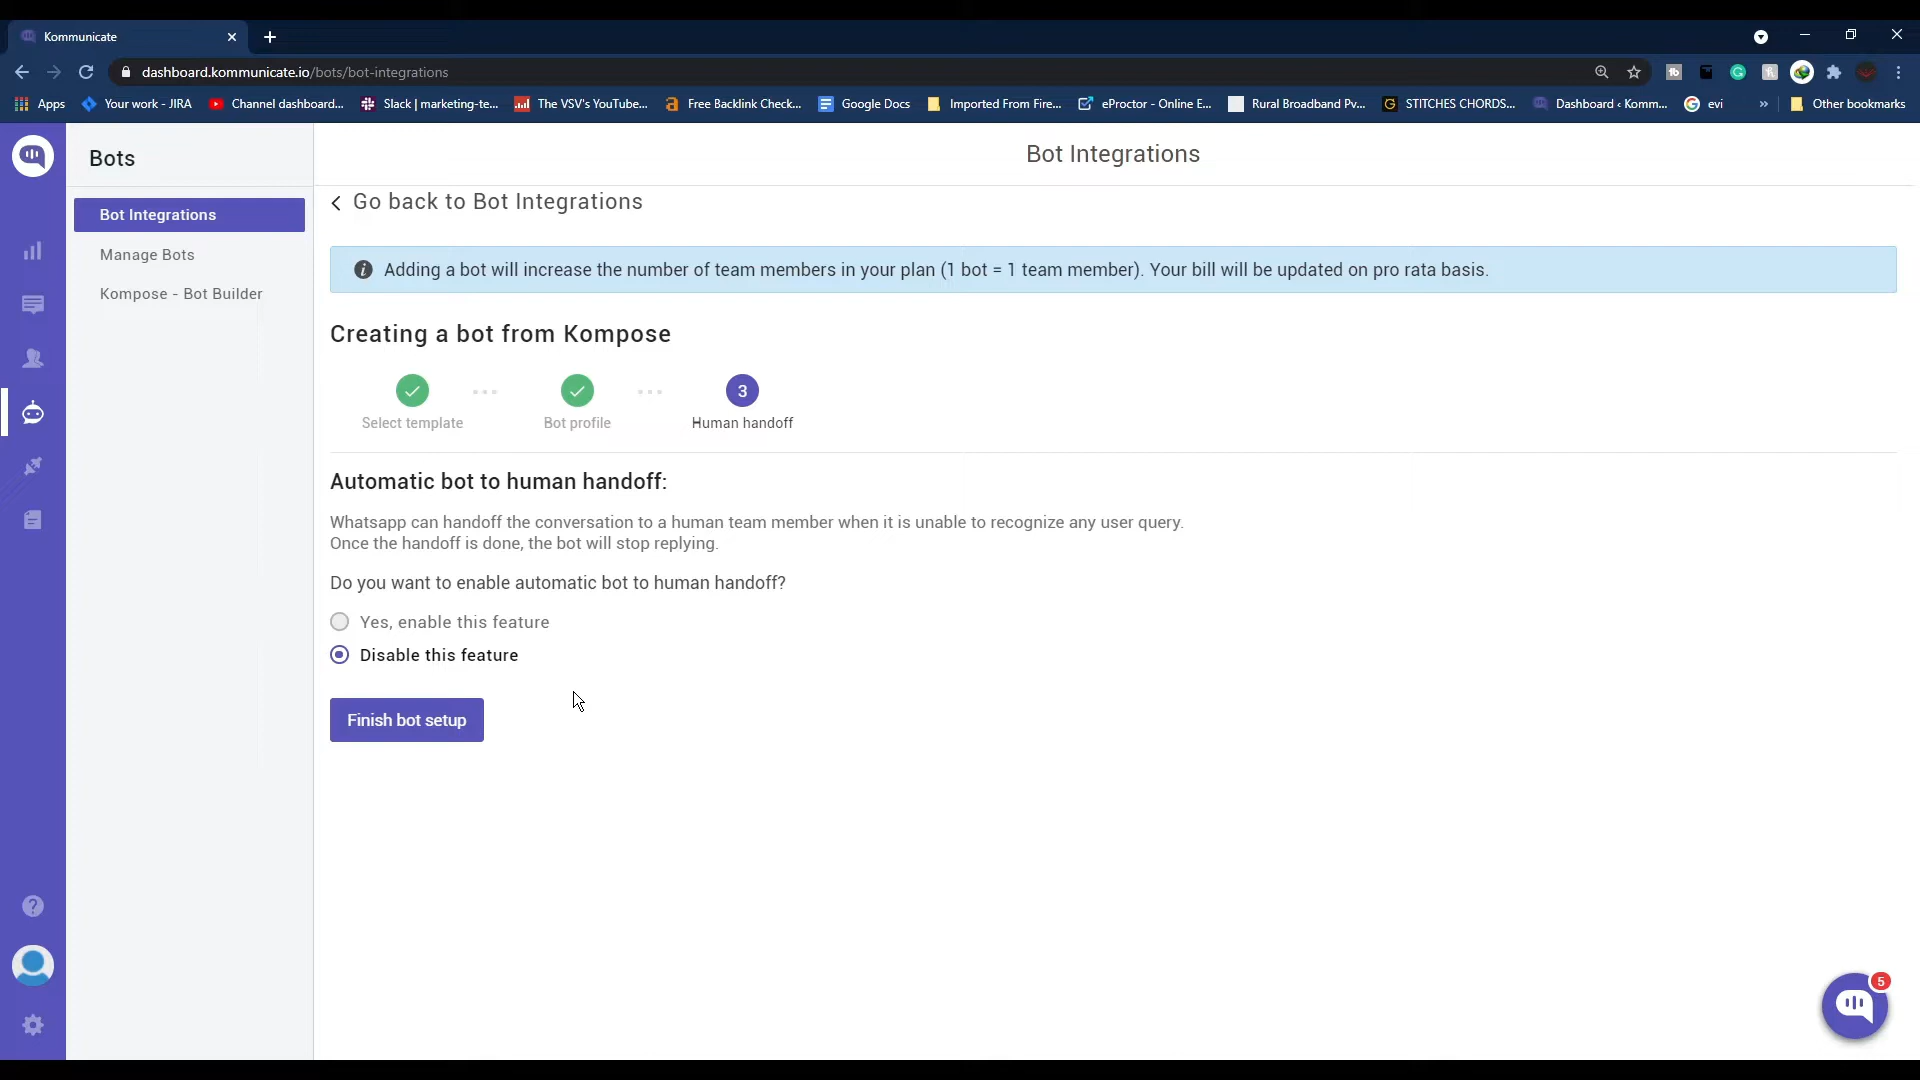 Kommunicate
dashboard.kommunicate.io/bots/bot-integrations
Apps
Your work - JIRA
Channel dashboard...
Slack | marketing-te...
The VSV's YouTube...
Free Backlink Check...
Google Docs
Imported From Fire...
eProctor - Online E...
Rural Broadband Pv...
STITCHES CHORDS...
Dashboard ‹ Komm...
evi
»
Other bookmarks
Bots
Bot Integrations
Manage Bots
Kompose - Bot Builder
Bot Integrations
Go back to Bot Integrations
Adding a bot will increase the number of team members in your plan (1 bot = 1 team member). Your bill will be updated on pro rata basis.
Creating a bot from Kompose
3
Select template
Bot profile
Human handoff
Automatic bot to human handoff:
Whatsapp can handoff the conversation to a human team member when it is unable to recognize any user query.
Once the handoff is done, the bot will stop replying.
Do you want to enable automatic bot to human handoff?
Yes, enable this feature
Disable this feature
Finish bot setup
5